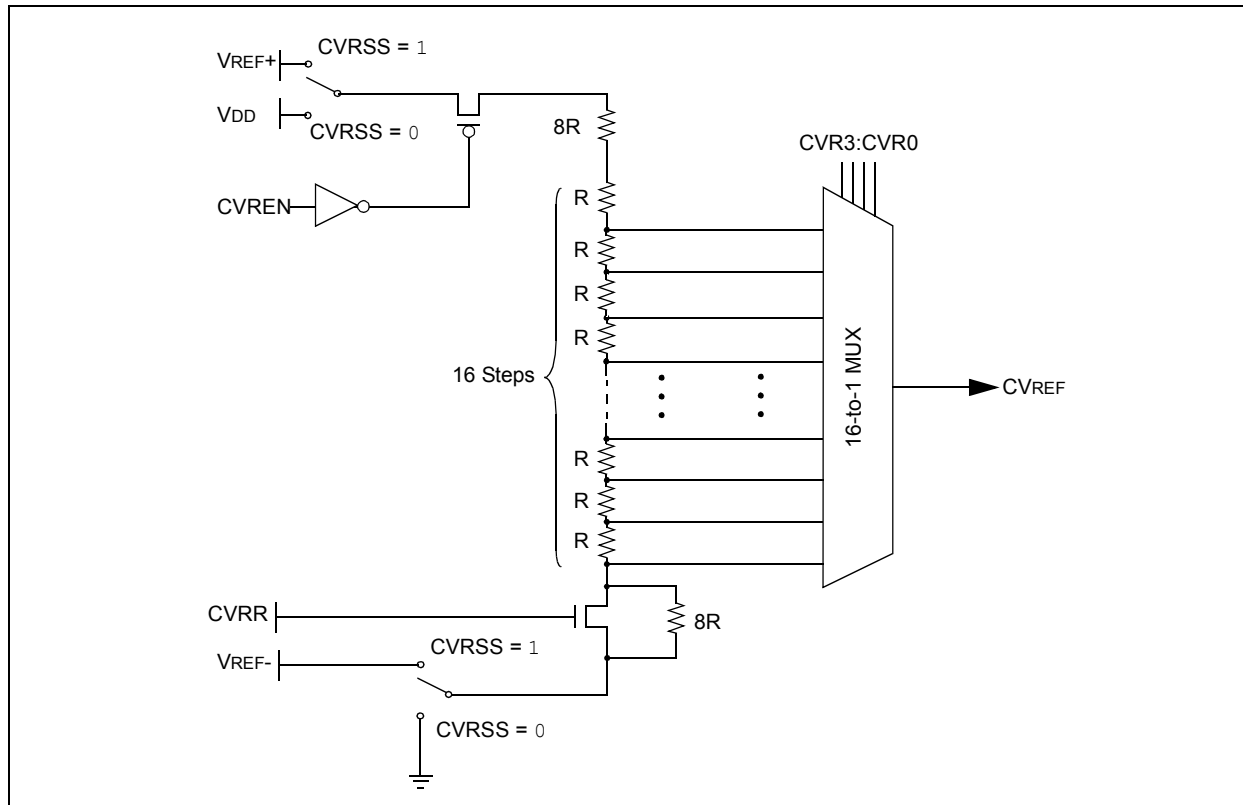 CVRSS = 1
VREF+
VDD
CVRSS = 0
8R
CVR3:CVR0
CVREN
R
R
R
R
16 Steps
16-to-1 MUX
CVREF
R
R
R
CVRR
8R
CVRSS = 1
VREF-
CVRSS = 0